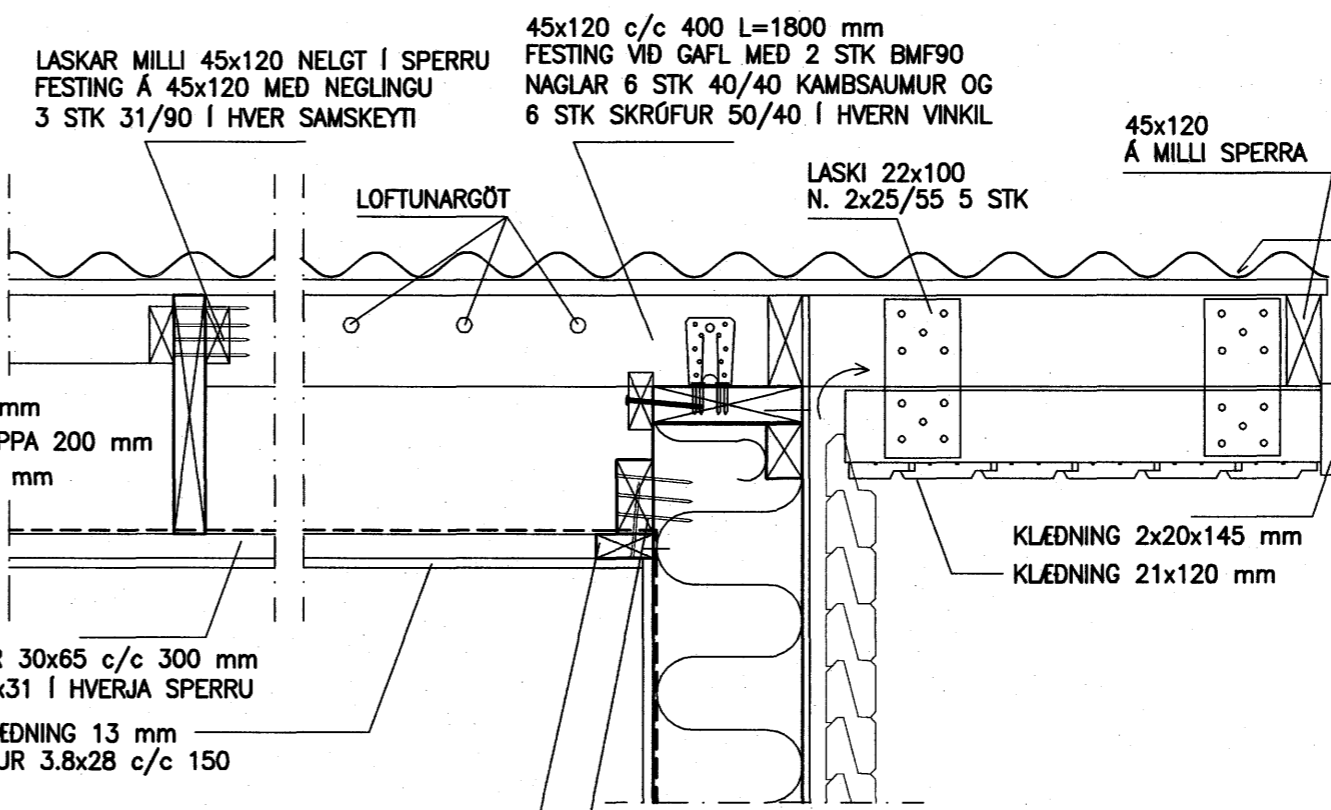 LASKAR MILLI 45x120 NELGT Í SPERRU
FESTING Á 45x120 MEÐ NEGLINGU
3 STK 31/90 Í HVER SAMSKEYTI
45x120 c/c 400 L=1800 mm
FESTING VIÐ GAFL MEÐ 2 STK BMF90
NAGLAR 6 STK 40/40 KAMBSAUMUR OG
6 STK SKRÚFUR 50/40 Í HVERN VINKIL
45x120
Á MILLI SPERRA
LASKI 22x100
N. 2x25/55 5 STK
LOFTUNARGÖT
mm
PPA 200 mm
mm
KLÆÐNING 2x20x145 mm
KLÆÐNING 21x120 mm
R 30x65 c/c 300 mm
x31 Í HVERJA SPERRU
ÆÐNING 13 mm
UR 3.8x28 c/c 150